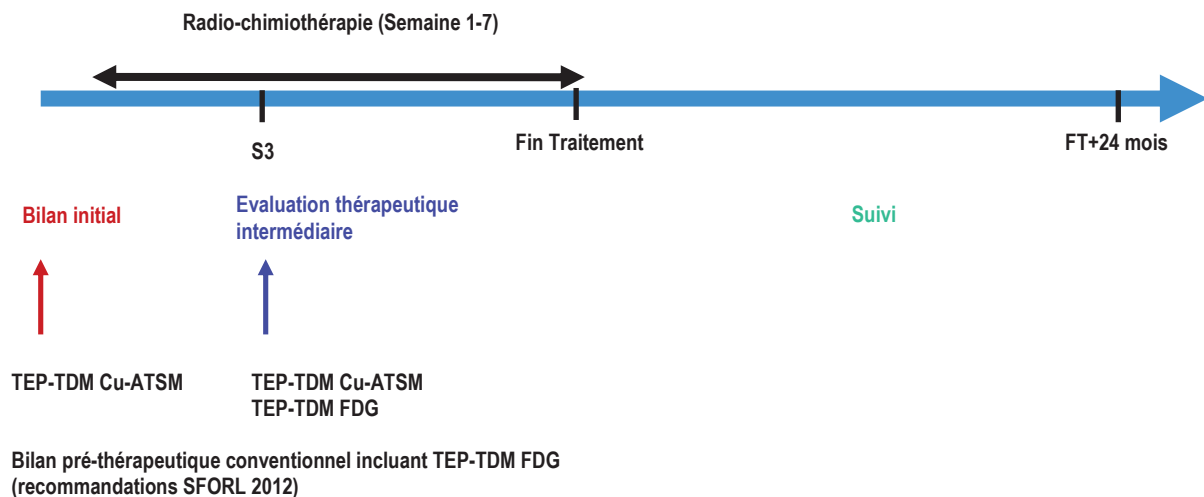 Radio-chimiothérapie (Semaine 1-7)
S3
Fin Traitement
FT+24 mois
Bilan initial
Evaluation thérapeutique
intermédiaire
Suivi
TEP-TDM Cu-ATSM
TEP-TDM Cu-ATSM
TEP-TDM FDG
Bilan pré-thérapeutique conventionnel incluant TEP-TDM FDG
(recommandations SFORL 2012)